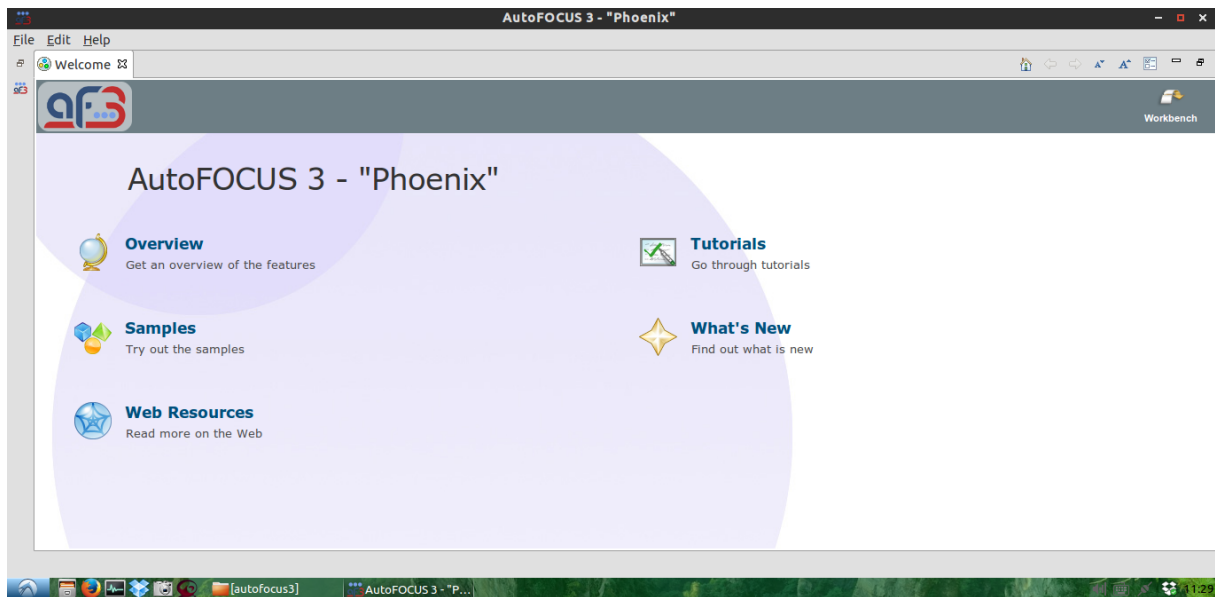 AutoFOCUS 3 - "Phoenix"
File Edit Help
Welcome
af3
af3
Workbench
AutoFOCUS 3 - "Phoenix"
Overview
Get an overview of the features
Tutorials
Go through tutorials
Samples
Try out the samples
What's New
Find out what is new
Web Resources
Read more on the Web
[autofocus3]
AutoFOCUS 3 - "P...
11:29